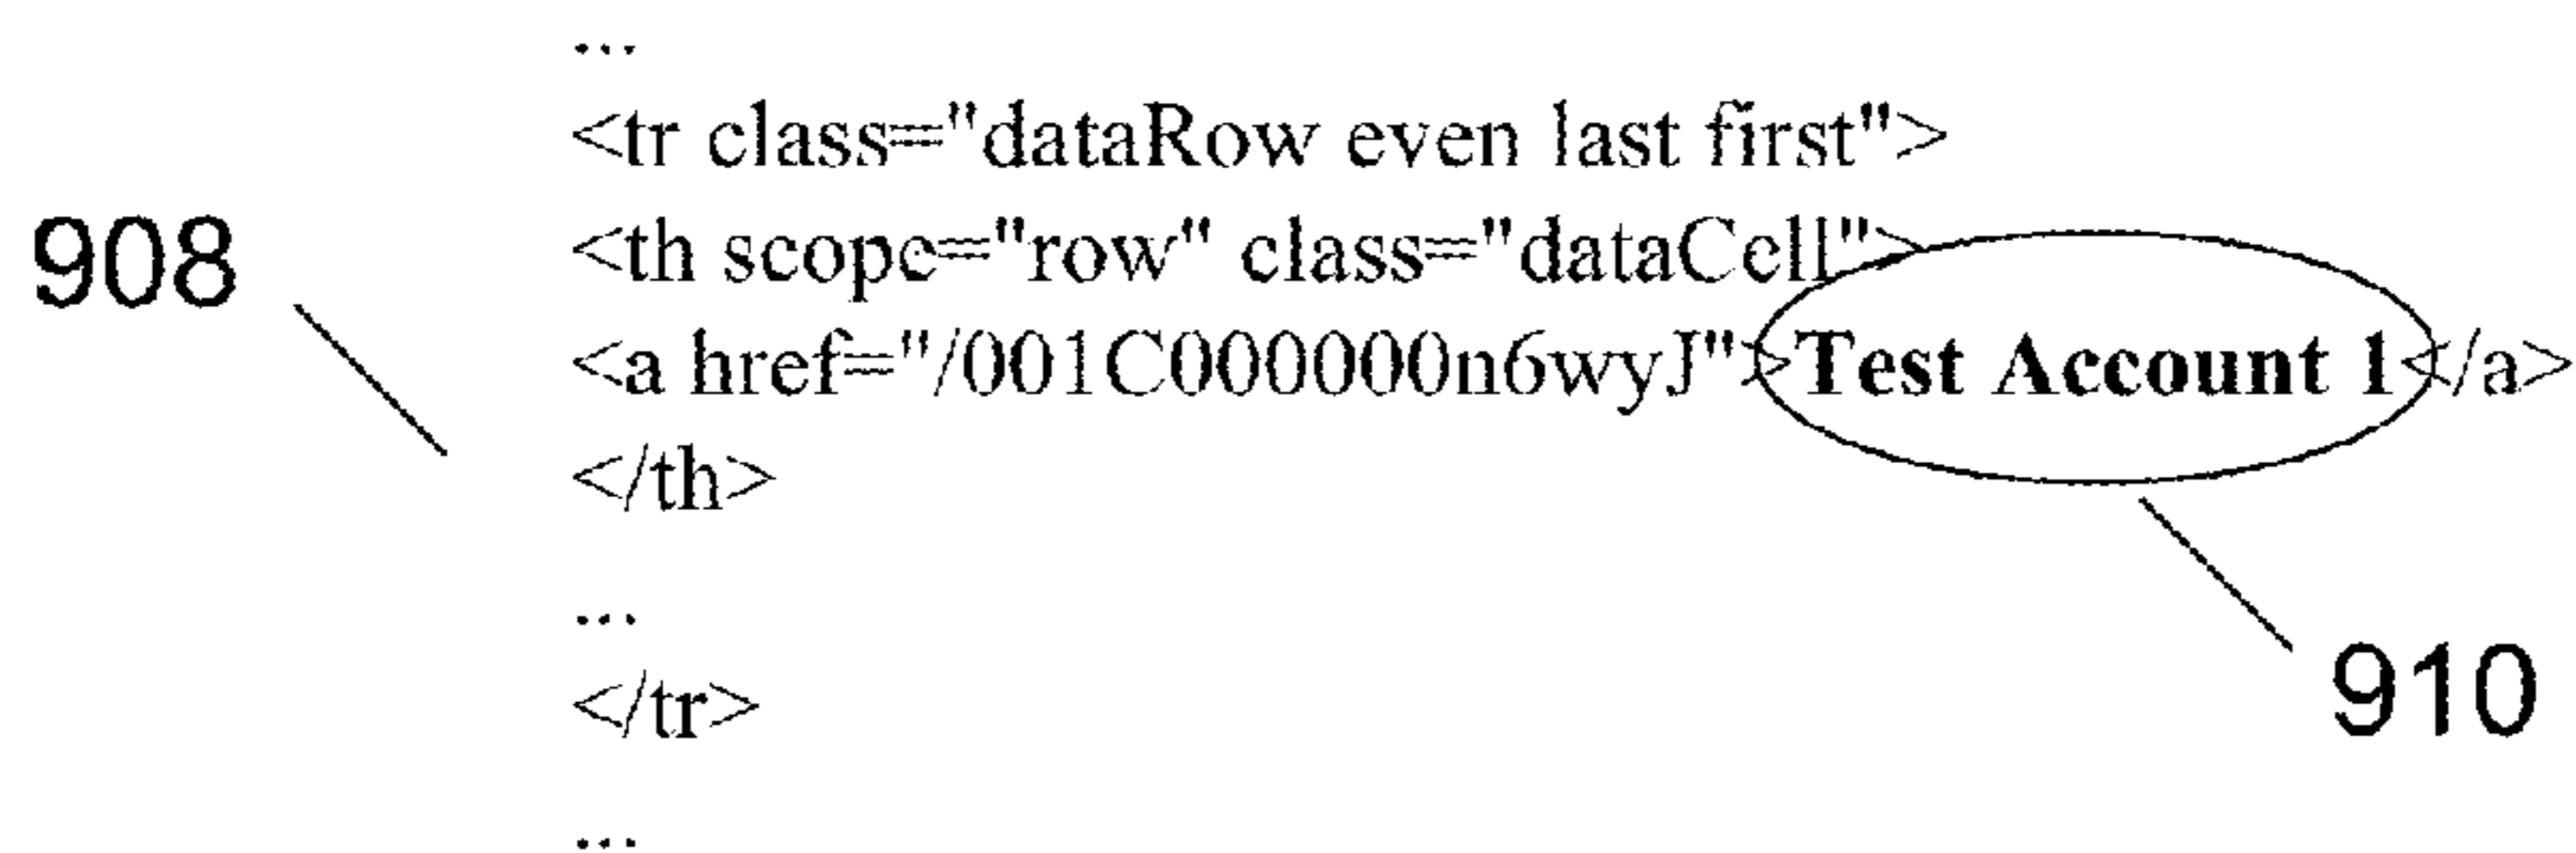 ...
<tr class="dataRow even last first">
908
<th scope="row" class="dataCell">
<a href="/001C000000n6wyJ">Test Account 1</a>
</th>
...
</tr>
910
...